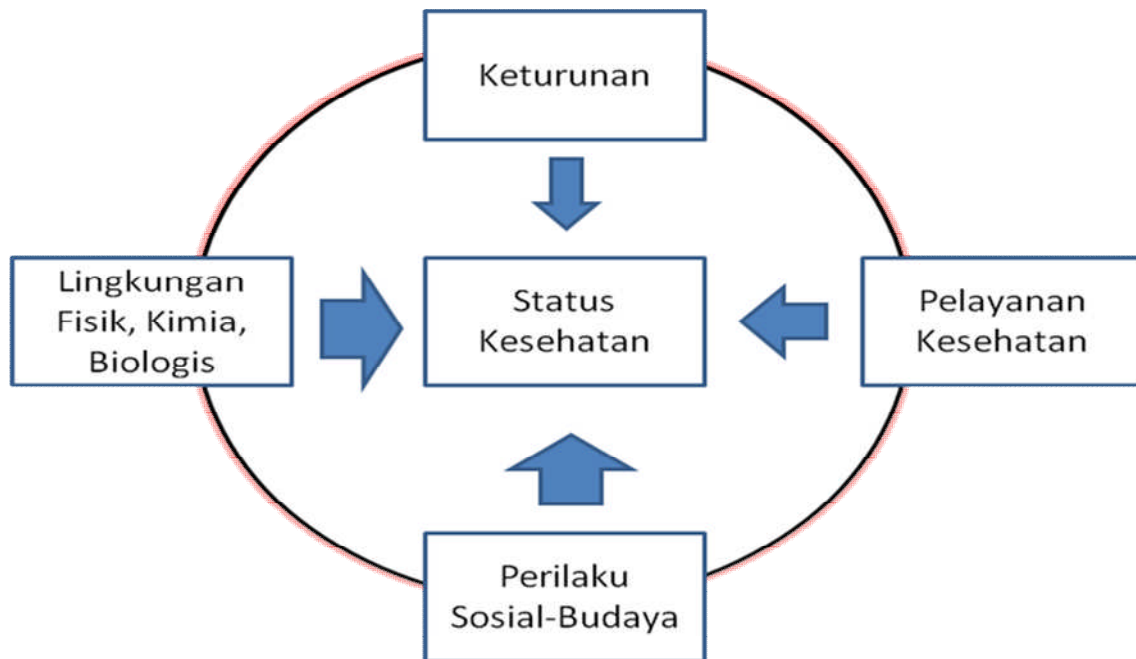 Keturunan
Lingkungan
Fisik, Kimia,
Biologis
Status
Kesehatan
Pelayanan
Kesehatan
Perilaku
Sosial-Budaya